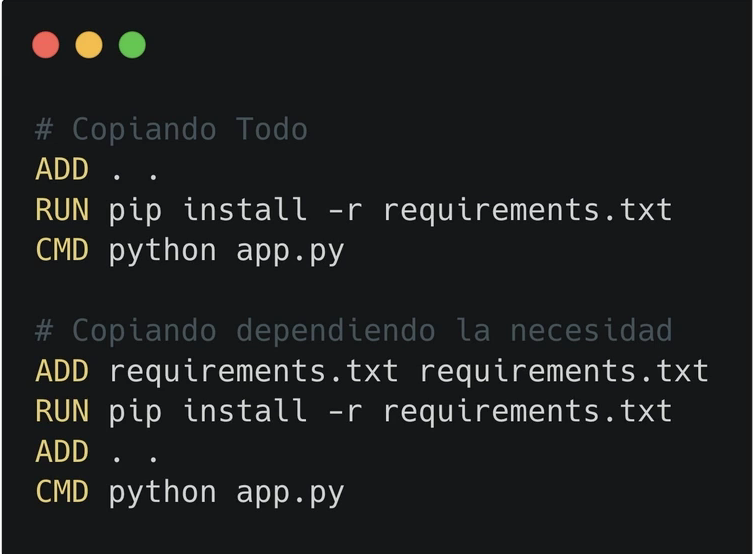 # Copiando Todo
ADD . .
RUN pip install -r requirements.txt
CMD python app.py
# Copiando dependiendo la necesidad
ADD requirements.txt requirements.txt
RUN pip install -r requirements.txt
ADD . .
CMD python app.py